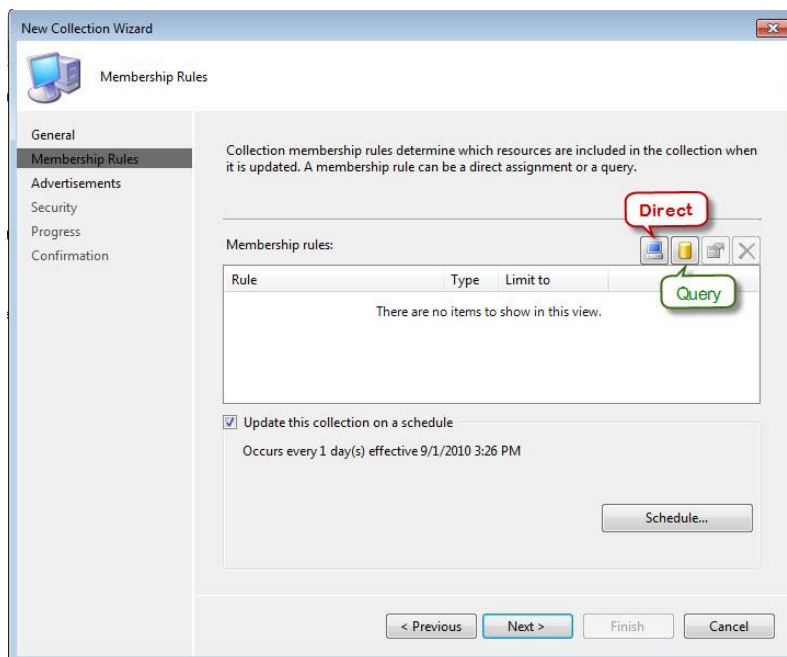 New Collection Wizard
Membership Rules
General
Membership Rules
Advertisements
Security
Progress
Confirmation
Collection membership rules determine which resources are included in the collection when
it is updated. A membership rule can be a direct assignment or a query.
Direct
Membership rules:
Rule Type Limit to
Query
There are no items to show in this view.
Update this collection on a schedule
Occurs every 1 day(s) effective 9/1/2010 3:26 PM
Schedule...
< Previous Next > Finish Cancel